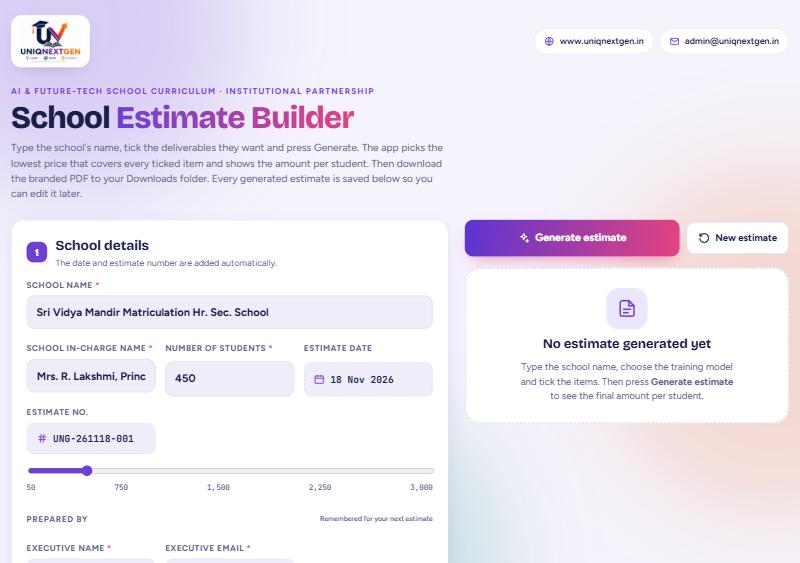 UNIQNEXTGEN
www.uniqnextgen.in
admin@uniqnextgen.in
AI & FUTURE-TECH SCHOOL CURRICULUM · INSTITUTIONAL PARTNERSHIP
School Estimate Builder
Type the school's name, tick the deliverables they want and press Generate. The app picks the
lowest price that covers every ticked item and shows the amount per student. Then download
the branded PDF to your Downloads folder. Every generated estimate is saved below so you
can edit it later.
1
School details
The date and estimate number are added automatically.
SCHOOL NAME *
Sri Vidya Mandir Matriculation Hr. Sec. School
SCHOOL IN-CHARGE NAME *
NUMBER OF STUDENTS *
ESTIMATE DATE
Mrs. R. Lakshmi, Princ
450
18 Nov 2026
ESTIMATE NO.
# UNG-261118-001
50
750
1,500
2,250
3,000
PREPARED BY
Remembered for your next estimate
EXECUTIVE NAME *
EXECUTIVE EMAIL *
Generate estimate
New estimate
No estimate generated yet
Type the school name, choose the training model
and tick the items. Then press Generate estimate
to see the final amount per student.